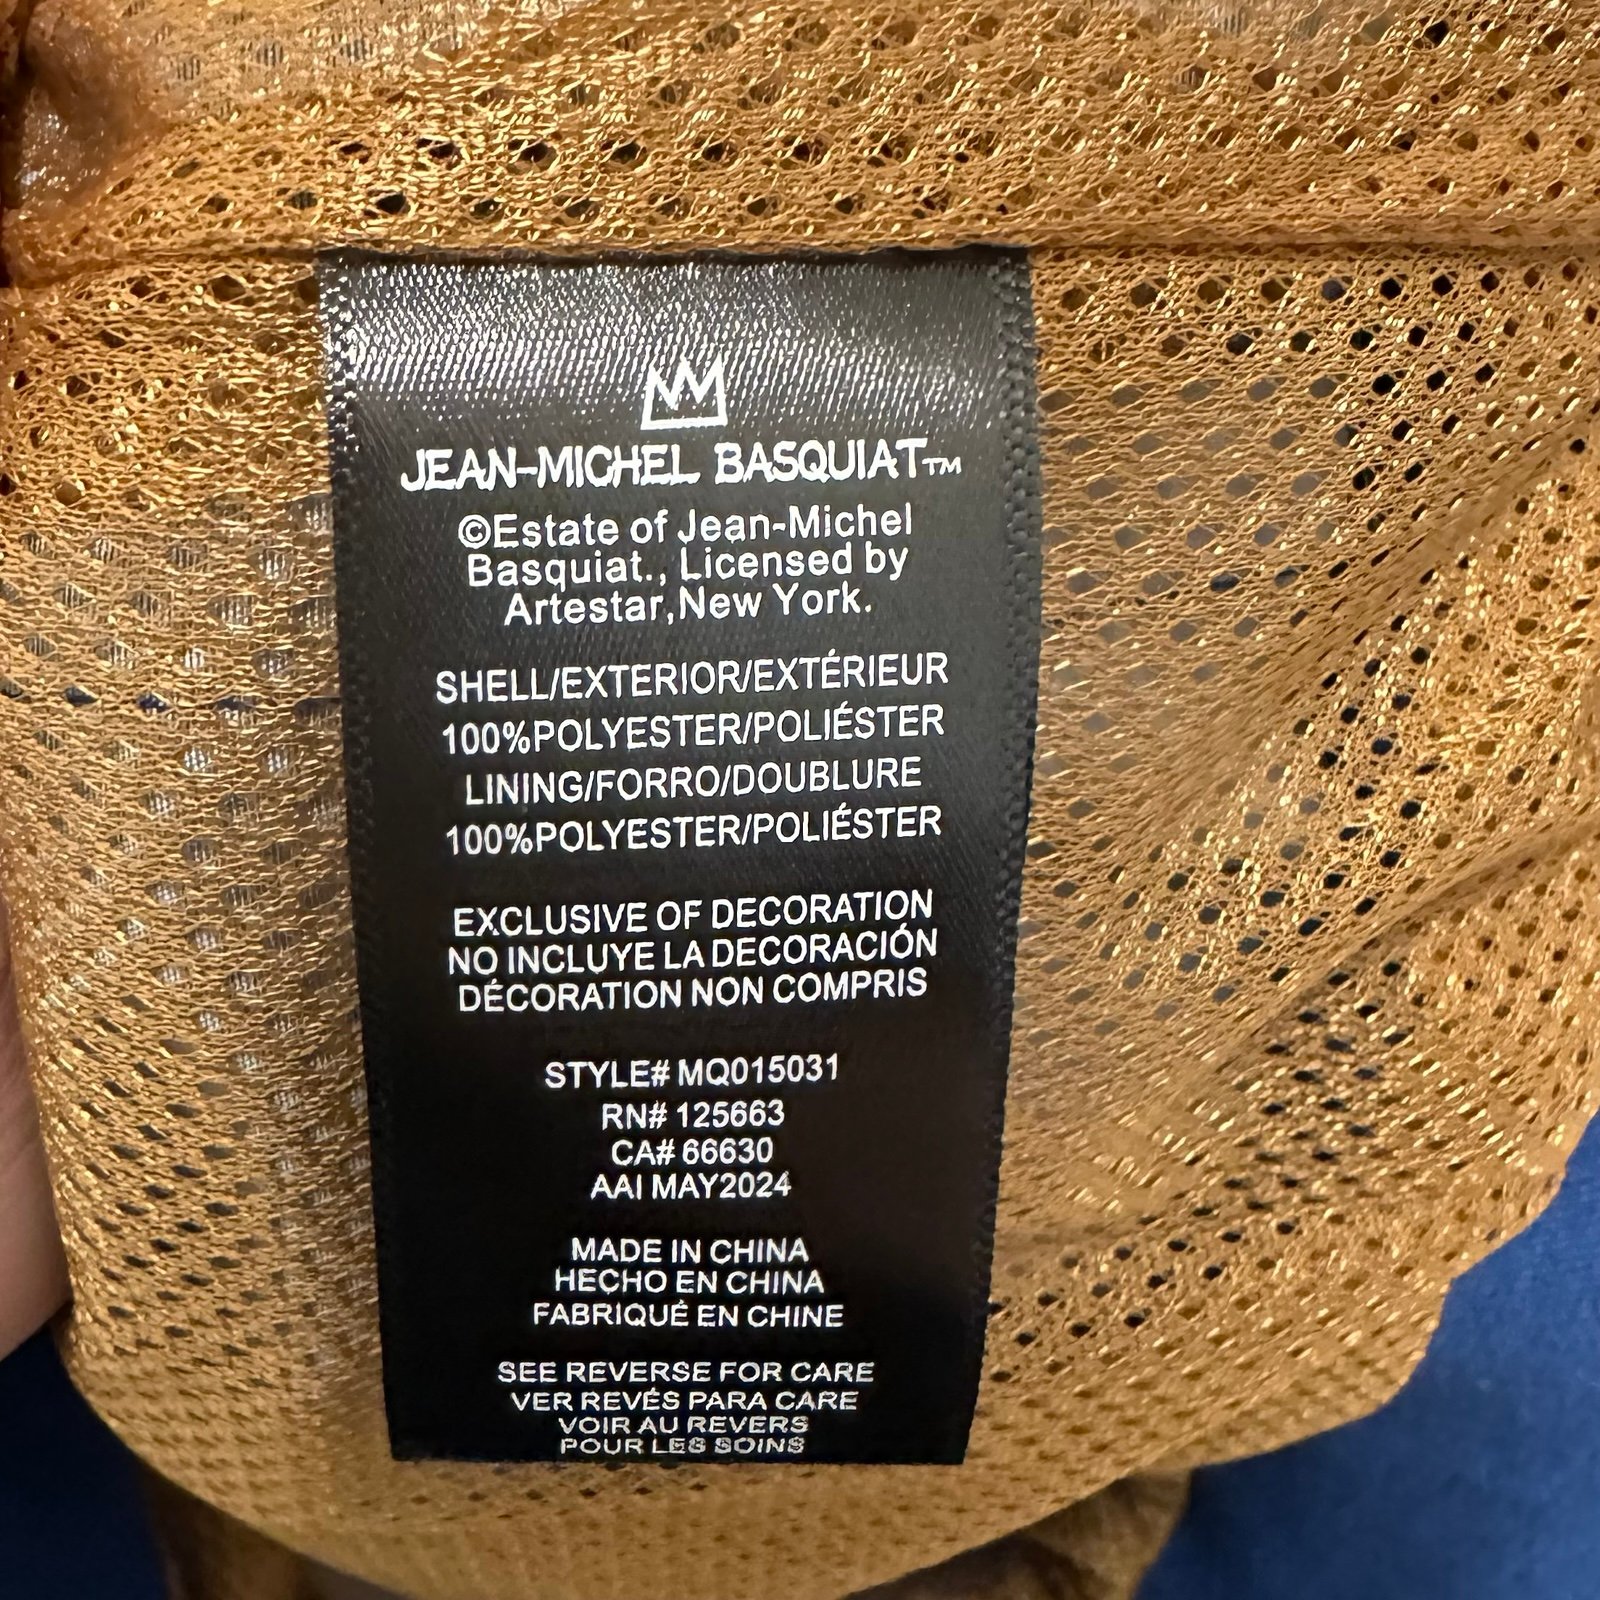 JEAN-MICHEL BASQUIAT™
©Estate of Jean-Michel
Basquiat., Licensed by
Artestar,New York.
SHELL/EXTERIOR/EXTÉRIEUR
100%POLYESTER/POLIÉSTER
LINING/FORRO/DOUBLURE
100%POLYESTER/POLIÉSTER
EXCLUSIVE OF DECORATION
NO INCLUYE LA DECORACIÓN
DÉCORATION NON COMPRIS
STYLE# MQ015031
RN# 125663
CA# 66630
AAI MAY2024
MADE IN CHINA
HECHO EN CHINA
FABRIQUÉ EN CHINE
SEE REVERSE FOR CARE
VER REVÉS PARA CARE
VOIR AU REVERS
POUR LES SOINS